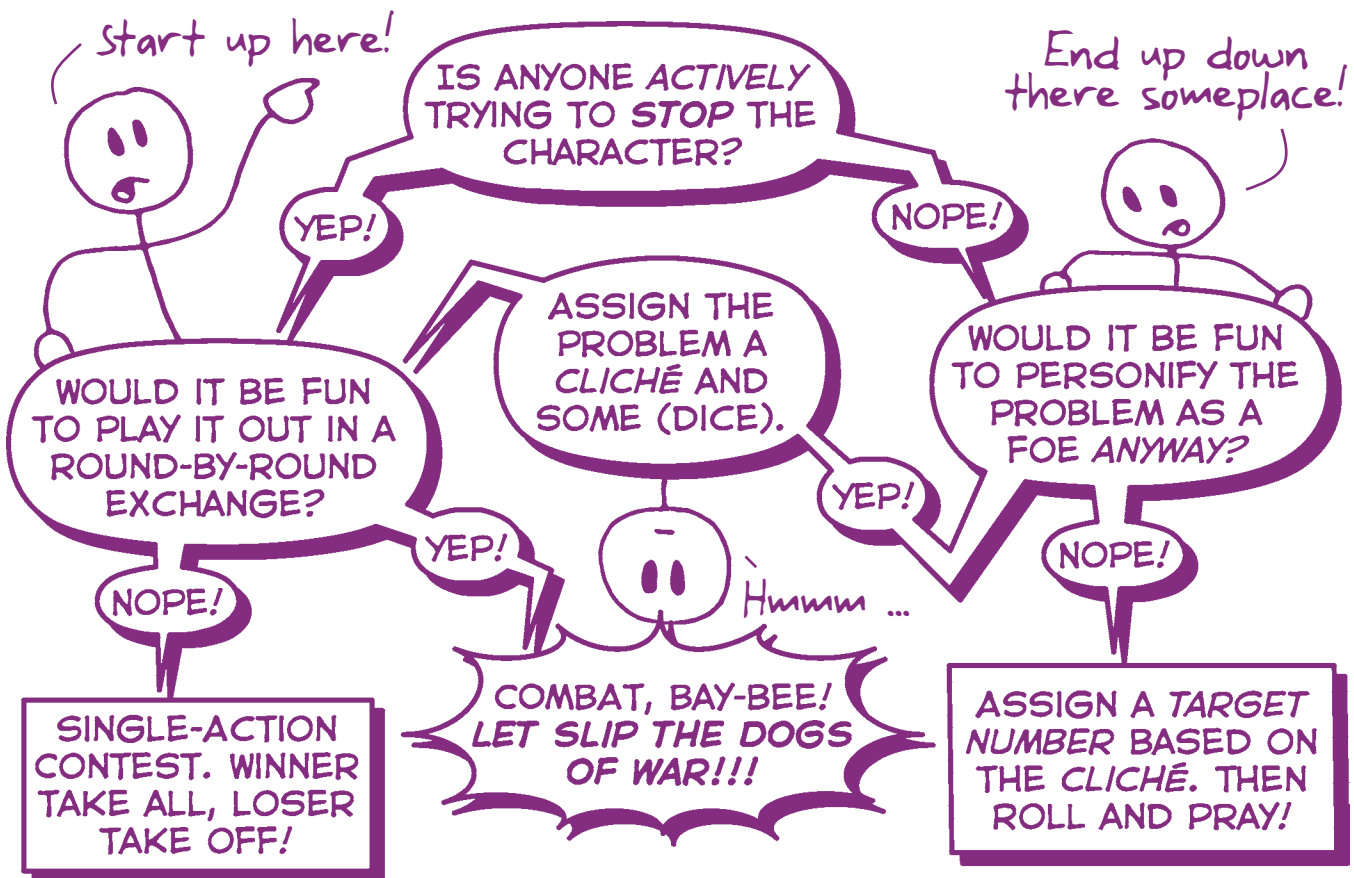 Start up here!
End up down
there someplace!
IS ANYONE ACTIVELY
TRYING TO STOP THE
CHARACTER?
YEP!
NOPE!
WOULD IT BE FUN
TO PLAY IT OUT IN A
ROUND-BY-ROUND
EXCHANGE?
ASSIGN THE
PROBLEM A
CLICHÉ AND
SOME (DICE).
WOULD IT BE FUN
TO PERSONIFY THE
PROBLEM AS A
FOE ANYWAY?
YEP!
YEP!
NOPE!
NOPE!
Hmmm ...
SINGLE-ACTION
CONTEST. WINNER
TAKE ALL, LOSER
TAKE OFF!
COMBAT, BAY-BEE!
LET SLIP THE DOGS
OF WAR!!!
ASSIGN A TARGET
NUMBER BASED ON
THE CLICHÉ. THEN
ROLL AND PRAY!